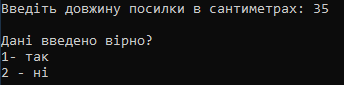 Введіть довжину посилки в сантиметрах: 35
Дані введено вірно?
1- так
2 - ні